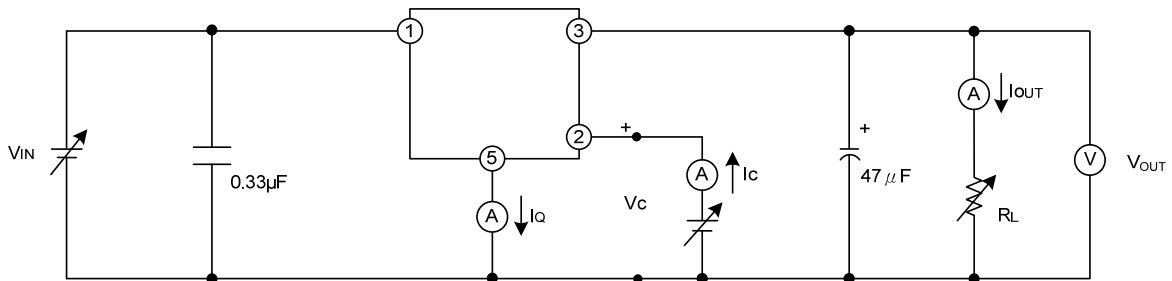 1
3
2
5
VIN
0.33µF
A
IQ
+
Vc
A
Ic
+
47μF
A
IOUT
RL
V
VOUT